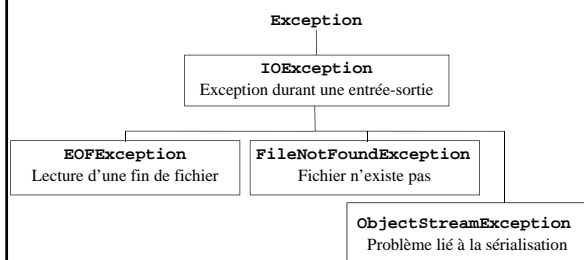 Exception
IOException
Exception durant une entrée-sortie
EOFException
Lecture d'une fin de fichier
FileNotFoundException
Fichier n'existe pas
ObjectStreamException
Problème lié à la sérialisation